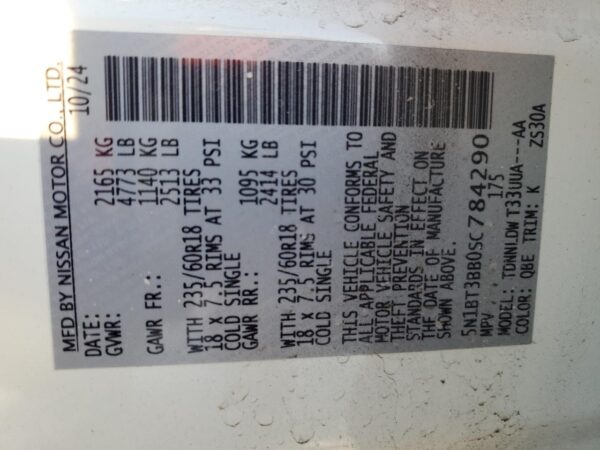 MFD BY NISSAN MOTOR CO., LTD.
DATE: 10/24
GVWR: 2165 KG
4773 LB
GAWR FR.: 1140 KG
2513 LB
WITH 235/60R18 TIRES
18 X 7.5 RIMS AT 33 PSI
COLD SINGLE
GAWR RR.: 1095 KG
2414 LB
WITH 235/60R18 TIRES
18 X 7.5 RIMS AT 30 PSI
COLD SINGLE
THIS VEHICLE CONFORMS TO
ALL APPLICABLE FEDERAL
MOTOR VEHICLE SAFETY AND
THEFT PREVENTION
STANDARDS IN EFFECT ON
THE DATE OF MANUFACTURE
SHOWN ABOVE.
5N1BT3BB0SC784290
MPV 175
MODEL: TDHNLDWT33UUA---AA
COLOR: QBE TRIM: K ZS30A